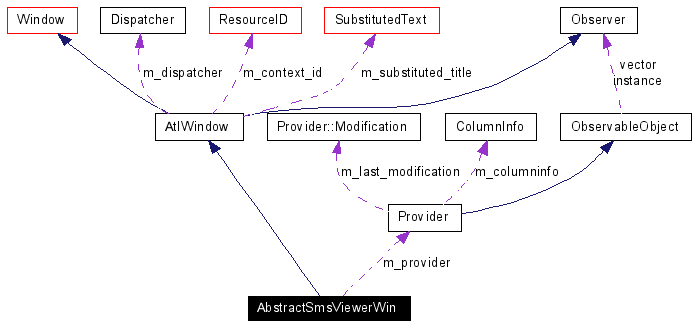 Window
Dispatcher
ResourceID
SubstitutedText
Observer
m_dispatcher
m_context_id
m_substituted_title
vector
instance
AtlWindow
Provider::Modification
ColumnInfo
ObservableObject
m_last_modification
m_columninfo
Provider
m_provider
AbstractSmsViewerWin